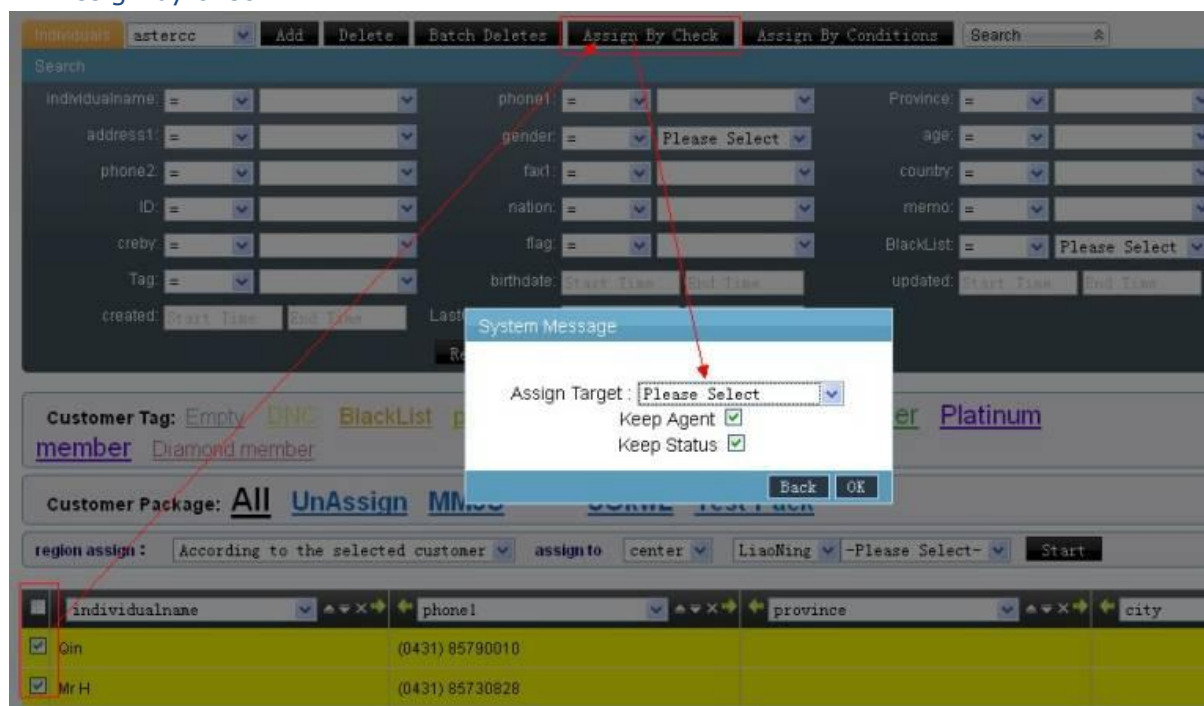 Individuals astercc Add Delete Batch Deletes Assign By Check Assign By Conditions Search
Search
individualname: = phone1: = Province: =
address1: = gender: = Please Select age: =
phone2: = fax1: = country: =
ID: = nation: = memo: =
creby: = flag: = BlackList: = Please Select
Tag: = birthdate: Start Time End Time updated: Start Time End Time
created: Start Time End Time
System Message
Assign Target : Please Select
Keep Agent
Keep Status
Back OK
Customer Tag: Empty DNC BlackList Platinum
member Diamond member
Customer Package: All UnAssign
region assign : According to the selected customer assign to center LiaoNing -Please Select- Start
individualname phone1 province city
Qin (0431) 85790010
Mr H (0431) 85730828